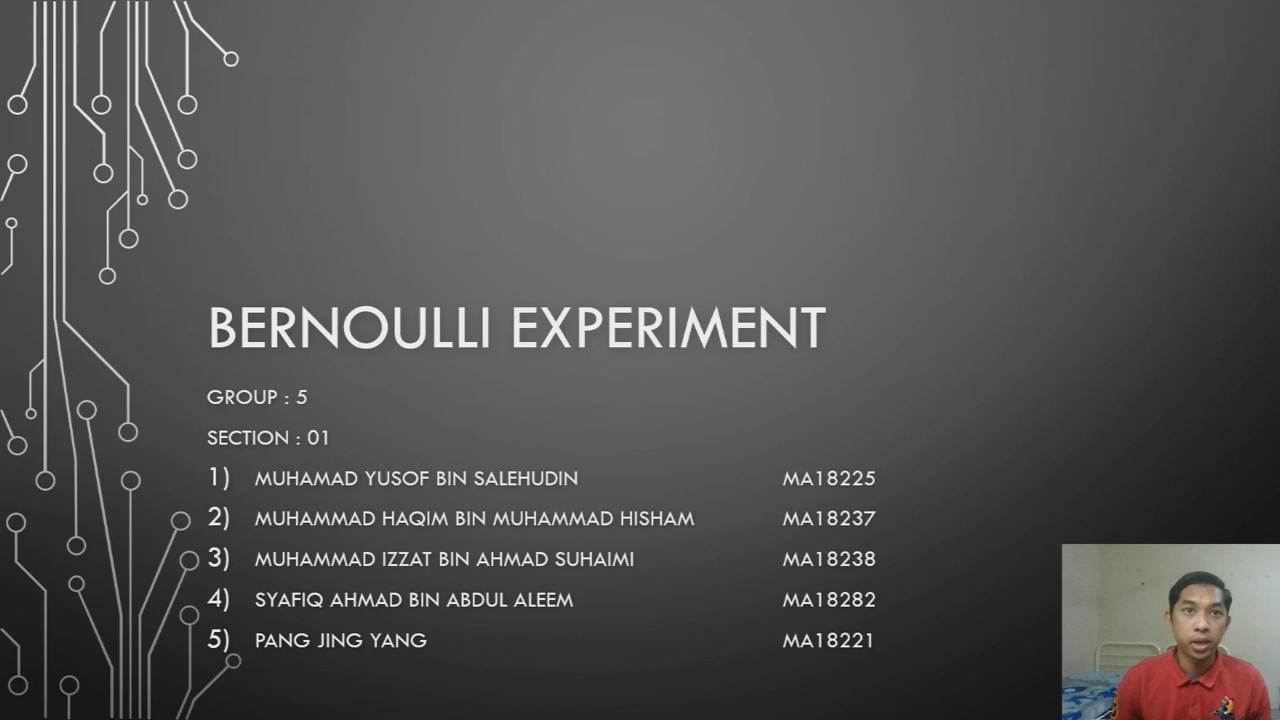 BERNOULLI EXPERIMENT
GROUP : 5
SECTION : 01
1) MUHAMAD YUSOF BIN SALEHUDIN MA18225
2) MUHAMMAD HAQIM BIN MUHAMMAD HISHAM MA18237
3) MUHAMMAD IZZAT BIN AHMAD SUHAIMI MA18238
4) SYAFIQ AHMAD BIN ABDUL ALEEM MA18282
5) PANG JING YANG MA18221